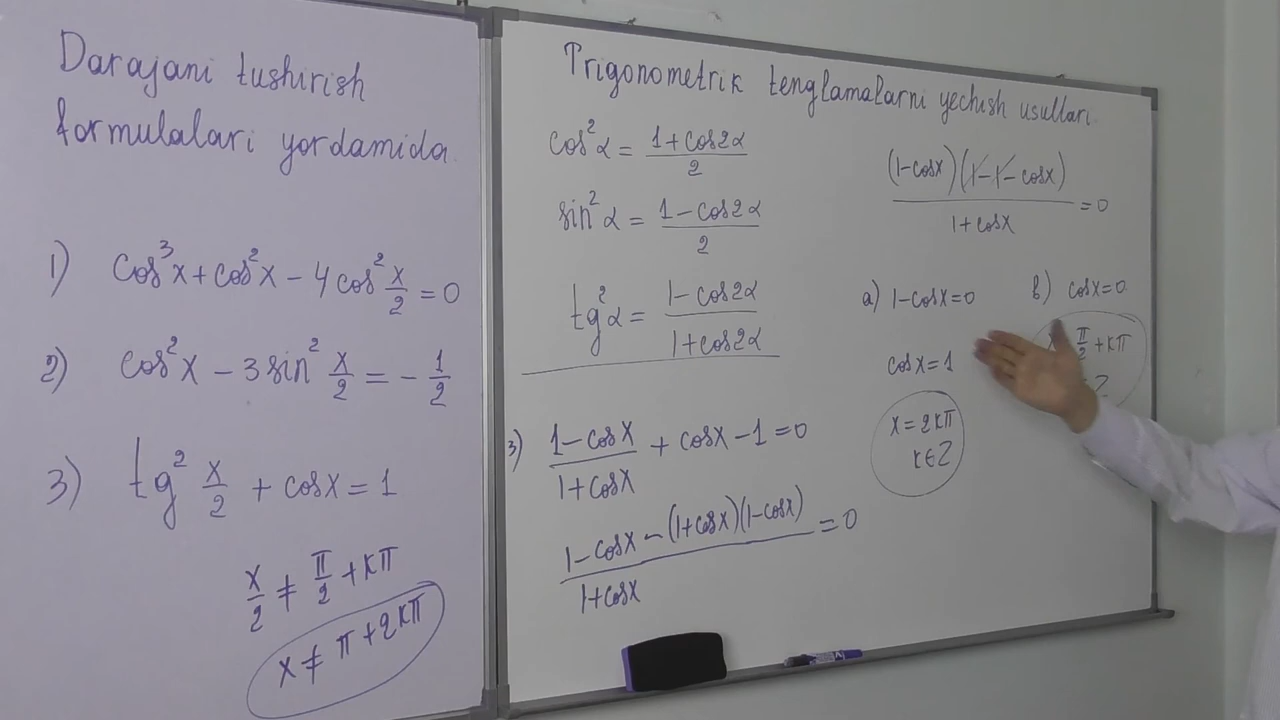 Darajani tushirish
formulalari yordamida
1) cos³x + cos²x − 4cos² x/2 = 0
2) cos²x − 3sin² x/2 = − 1/2
3) tg² x/2 + cosx = 1
x/2 ≠ π/2 + kπ
x ≠ π + 2kπ
Trigonometrik tenglamalarni yechish usullari
cos²α = (1 + cos2α)/2
sin²α = (1 − cos2α)/2
tg²α = (1 − cos2α)/(1 + cos2α)
3) (1 − cosx)/(1 + cosx) + cosx − 1 = 0
(1 − cosx − (1 + cosx)(1 − cosx))/(1 + cosx) = 0
((1 − cosx)(1 − 1 − cosx))/(1 + cosx) = 0
a) 1 − cosx = 0
cosx = 1
x = 2kπ
k ∈ Z
b) cosx = 0
π/2 + kπ
Z